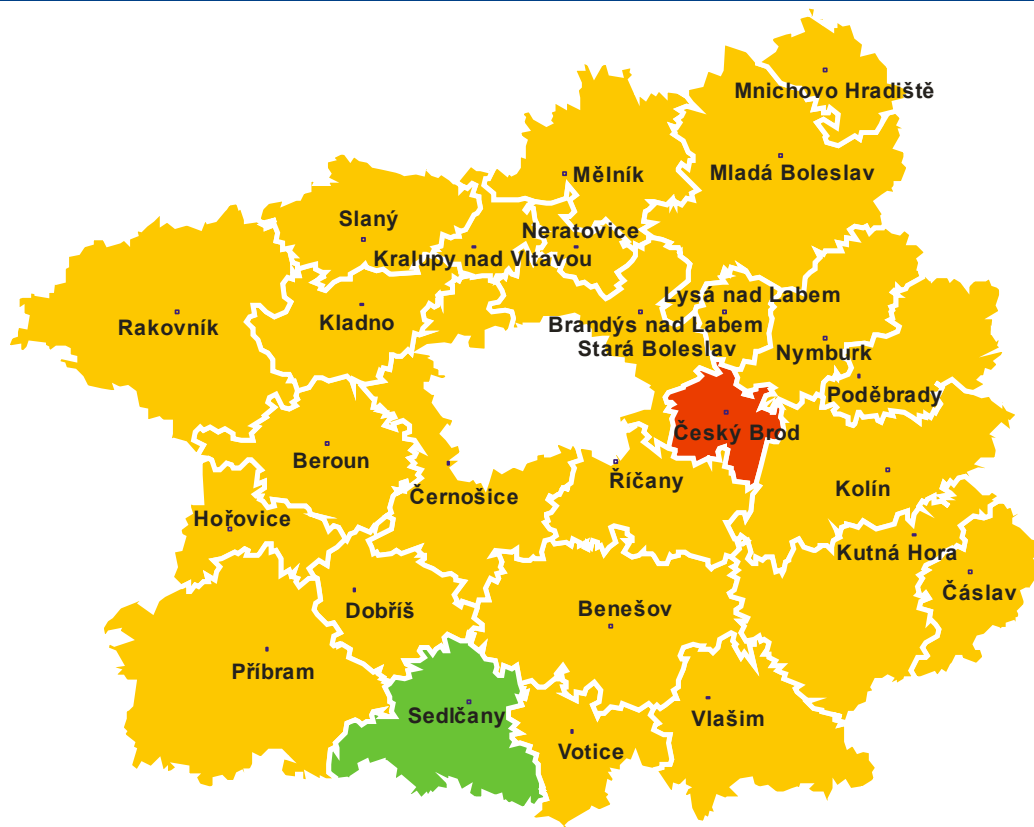 Mnichovo Hradiště
Mělník
Mladá Boleslav
Slaný
Neratovice
Kralupy nad Vltavou
Lysá nad Labem
Rakovník
Kladno
Brandýs nad Labem
Stará Boleslav
Nymburk
Poděbrady
Český Brod
Beroun
Říčany
Kolín
Černošice
Hořovice
Kutná Hora
Čáslav
Dobříš
Benešov
Příbram
Sedlčany
Vlašim
Votice